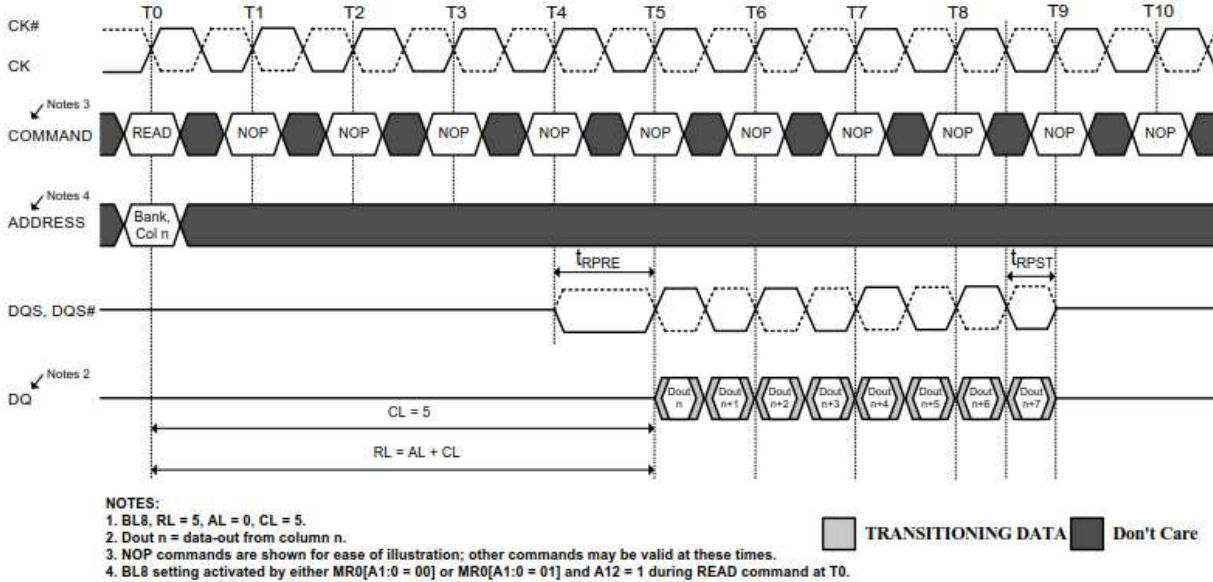 T0 T1 T2 T3 T4 T5 T6 T7 T8 T9 T10
CK#
CK
Notes 3
COMMAND READ NOP NOP NOP NOP NOP NOP NOP NOP NOP NOP
Notes 4
ADDRESS Bank,
Col n
tRPRE tRPST
DQS, DQS#
Notes 2
DQ
Dout n Dout n+1 Dout n+2 Dout n+3 Dout n+4 Dout n+5 Dout n+6 Dout n+7
CL = 5
RL = AL + CL
NOTES:
1. BL8, RL = 5, AL = 0, CL = 5.
2. Dout n = data-out from column n.
3. NOP commands are shown for ease of illustration; other commands may be valid at these times.
4. BL8 setting activated by either MR0[A1:0 = 00] or MR0[A1:0 = 01] and A12 = 1 during READ command at T0.
TRANSITIONING DATA Don't Care